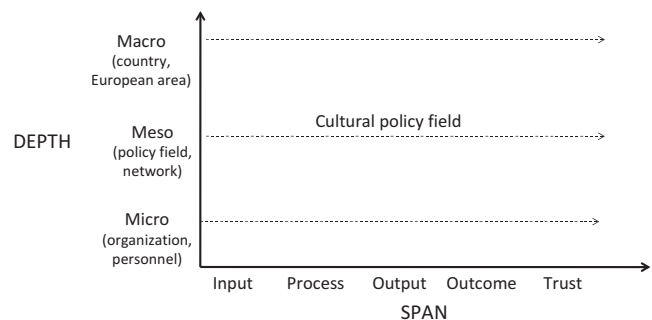 Macro
(country,
European area)
Cultural policy field
DEPTH
Meso
(policy field,
network)
Micro
(organization,
personnel)
Input Process Output Outcome Trust
SPAN